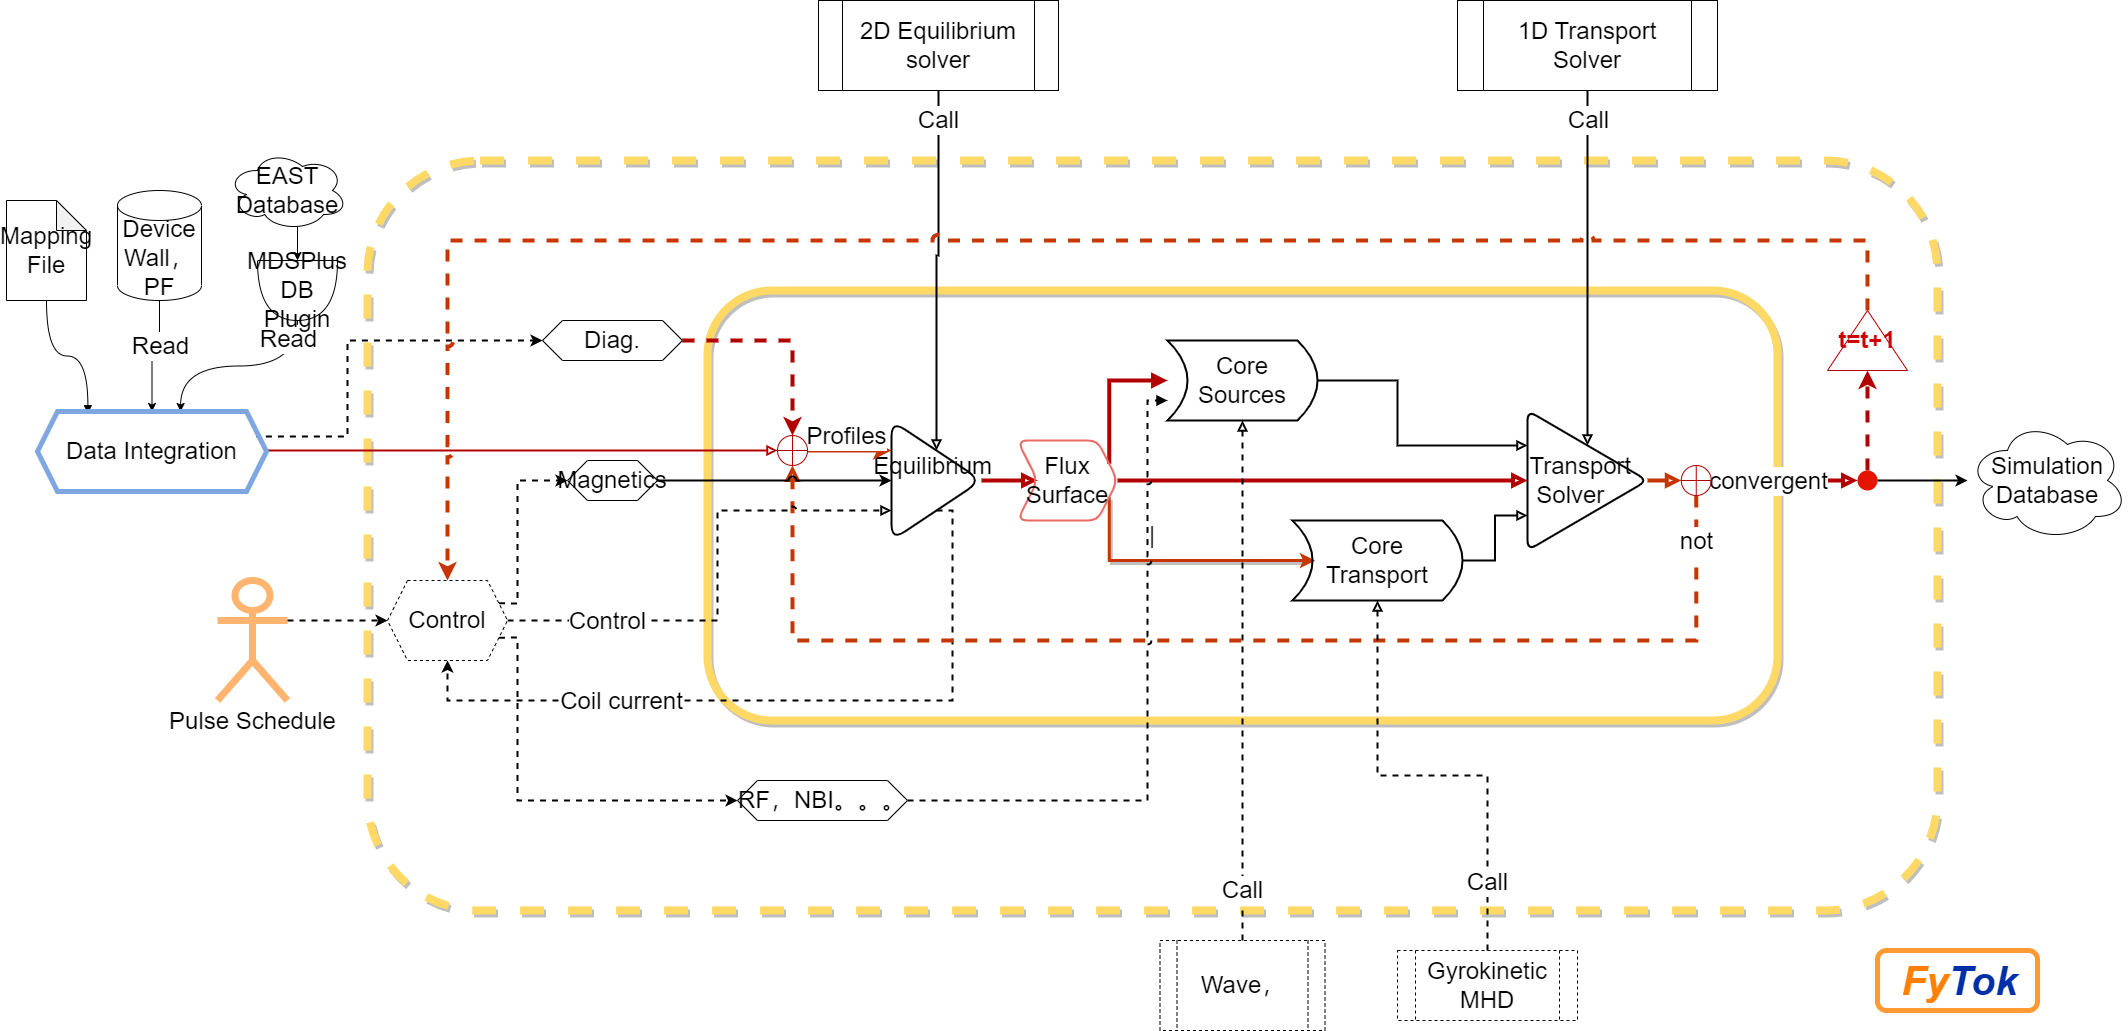 2D Equilibrium
solver
1D Transport
Solver
Call
Call
EAST
Database
Mapping
File
Device
Wall，
PF
MDSPlus
DB
Plugin
Read
Read
Data Integration
Diag.
Profiles
Magnetics
Equilibrium
Flux
Surface
Core
Sources
Core
Transport
Transport
Solver
convergent
not
t=t+1
Simulation
Database
Control
Control
Pulse Schedule
Coil current
RF，NBI。。。
Call
Call
Wave，
Gyrokinetic
MHD
FyTok